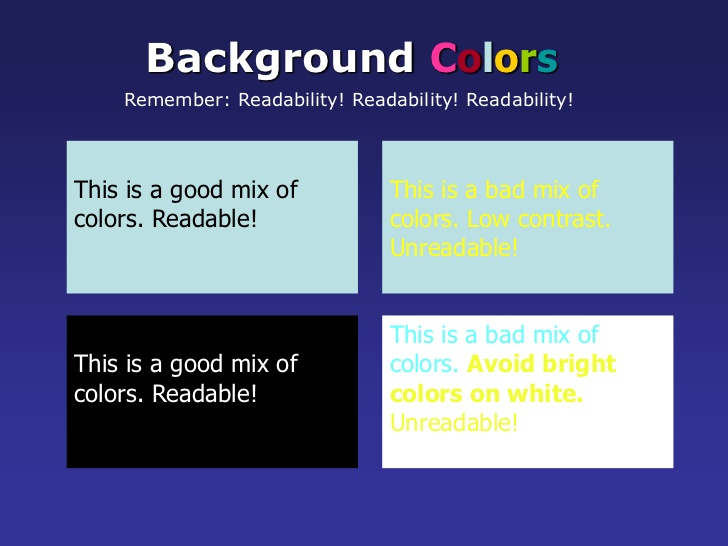 Background Colors
Remember: Readability! Readability! Readability!
This is a good mix of
colors. Readable!
This is a bad mix of
colors. Low contrast.
Unreadable!
This is a good mix of
colors. Readable!
This is a bad mix of
colors. Avoid bright
colors on white.
Unreadable!